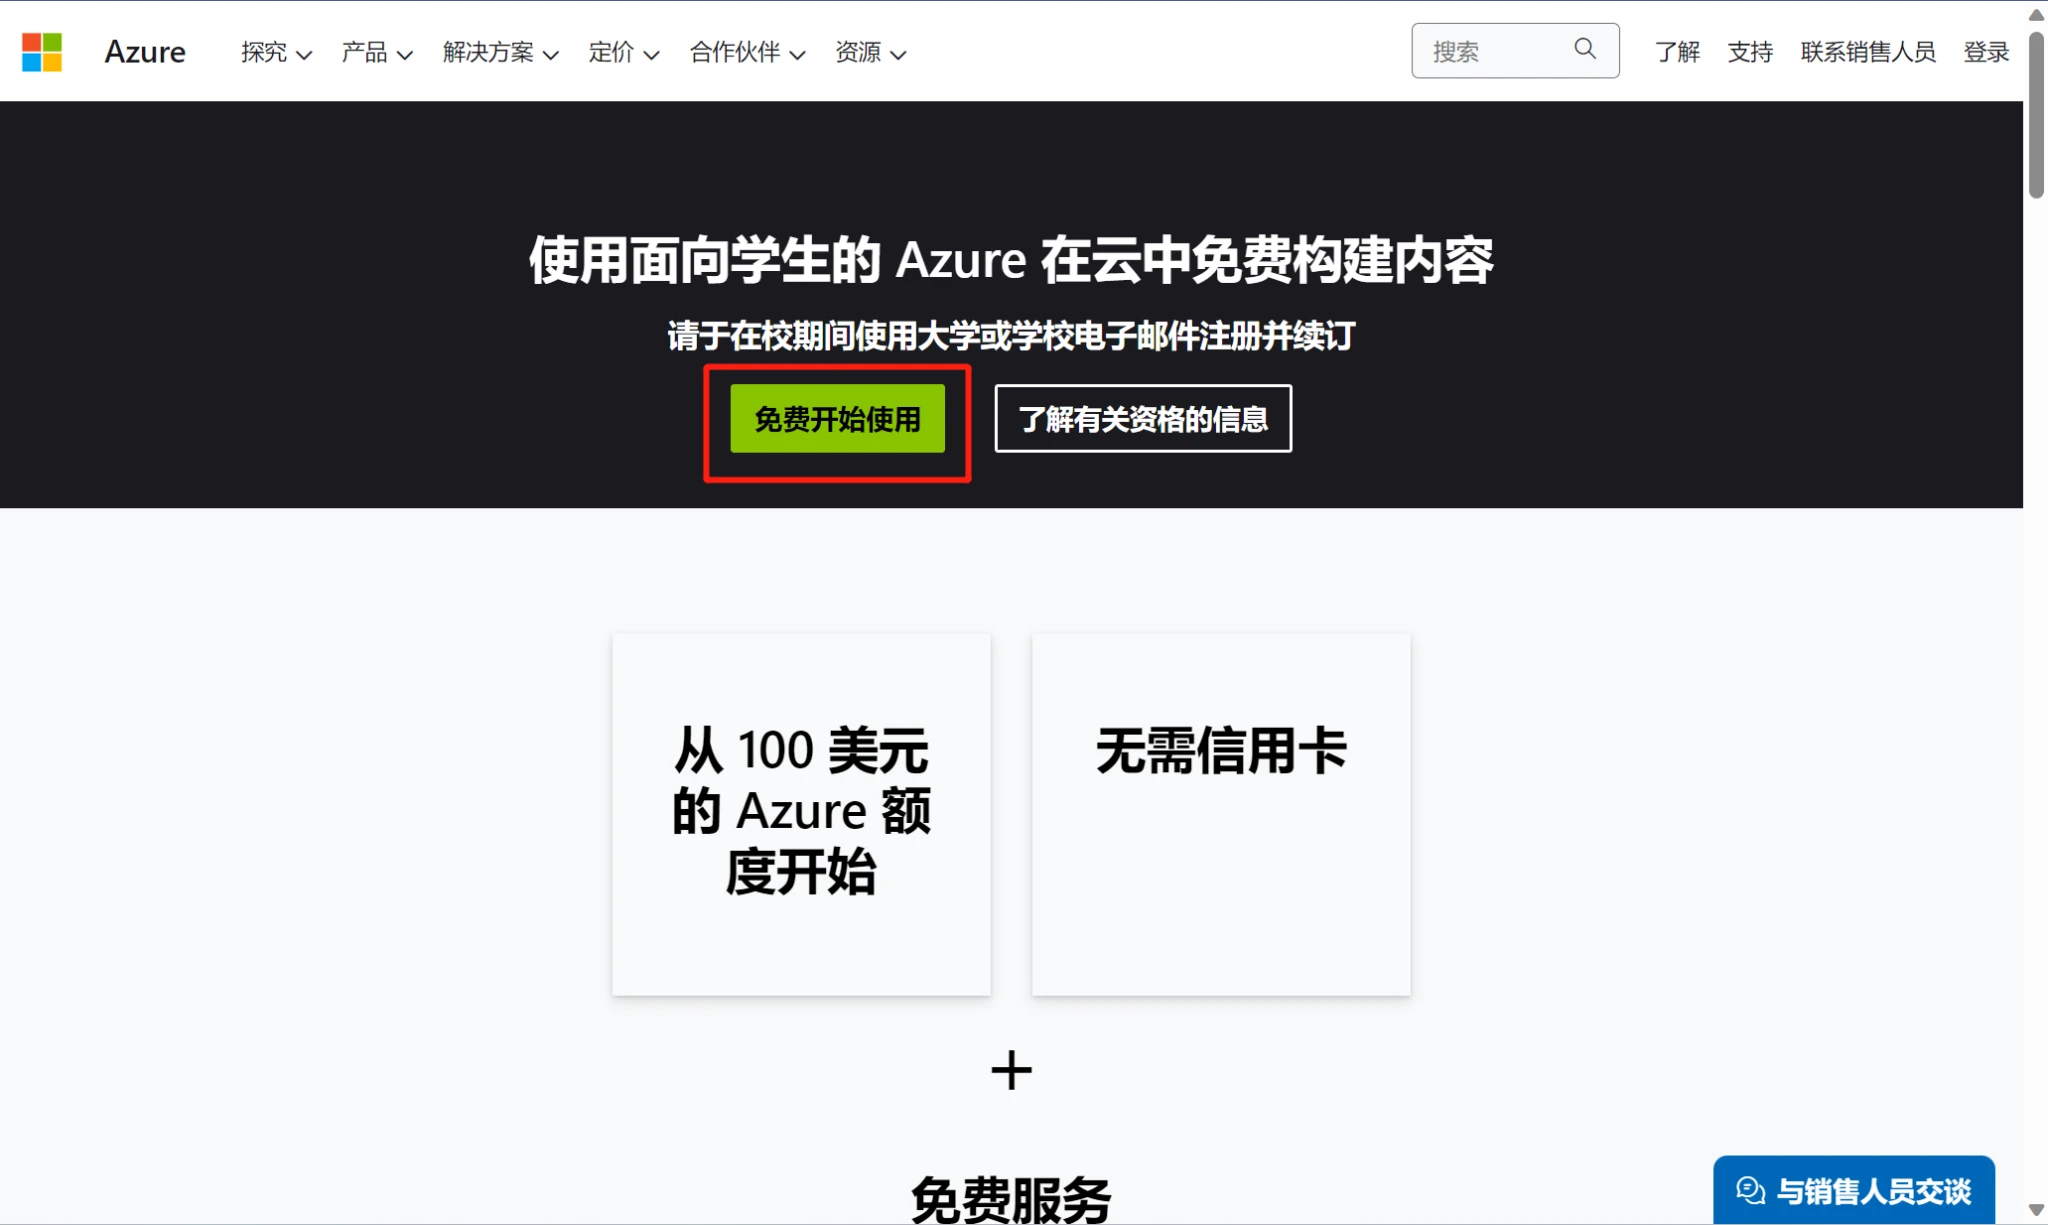 Azure 探究 产品 解决方案 定价 合作伙伴 资源 搜索 了解 支持 联系销售人员 登录
使用面向学生的 Azure 在云中免费构建内容
请于在校期间使用大学或学校电子邮件注册并续订
免费开始使用 了解有关资格的信息
从 100 美元
的 Azure 额
度开始
无需信用卡
+
免费服务
与销售人员交谈